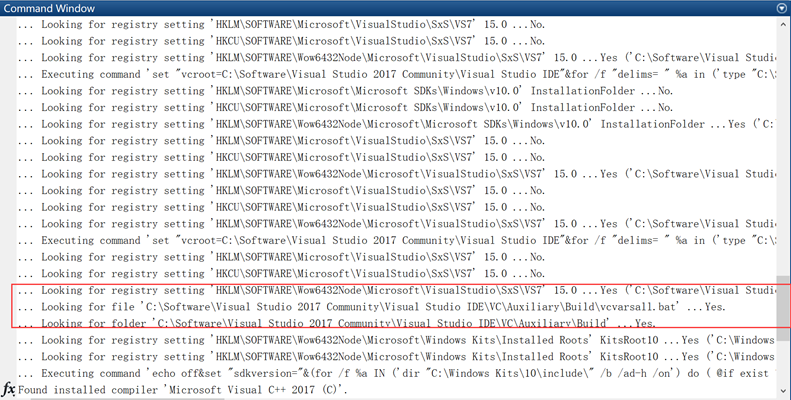 Command Window
... Looking for registry setting 'HKLM\SOFTWARE\Microsoft\VisualStudio\SxS\VS7' 15.0 ...No.
... Looking for registry setting 'HKCU\SOFTWARE\Microsoft\VisualStudio\SxS\VS7' 15.0 ...No.
... Looking for registry setting 'HKLM\SOFTWARE\Wow6432Node\Microsoft\VisualStudio\SxS\VS7' 15.0 ...Yes ('C:\Software\Visual Studi
... Executing command 'set "vcroot=C:\Software\Visual Studio 2017 Community\Visual Studio IDE"&for /f "delims= " %a in ('type "C:\S
... Looking for registry setting 'HKLM\SOFTWARE\Microsoft\Microsoft SDKs\Windows\v10.0' InstallationFolder ...No.
... Looking for registry setting 'HKCU\SOFTWARE\Microsoft\Microsoft SDKs\Windows\v10.0' InstallationFolder ...No.
... Looking for registry setting 'HKLM\SOFTWARE\Wow6432Node\Microsoft\Microsoft SDKs\Windows\v10.0' InstallationFolder ...Yes ('C:
... Looking for registry setting 'HKLM\SOFTWARE\Microsoft\VisualStudio\SxS\VS7' 15.0 ...No.
... Looking for registry setting 'HKCU\SOFTWARE\Microsoft\VisualStudio\SxS\VS7' 15.0 ...No.
... Looking for registry setting 'HKLM\SOFTWARE\Wow6432Node\Microsoft\VisualStudio\SxS\VS7' 15.0 ...Yes ('C:\Software\Visual Studi
... Looking for registry setting 'HKLM\SOFTWARE\Microsoft\VisualStudio\SxS\VS7' 15.0 ...No.
... Looking for registry setting 'HKCU\SOFTWARE\Microsoft\VisualStudio\SxS\VS7' 15.0 ...No.
... Looking for registry setting 'HKLM\SOFTWARE\Wow6432Node\Microsoft\VisualStudio\SxS\VS7' 15.0 ...Yes ('C:\Software\Visual Studi
... Executing command 'set "vcroot=C:\Software\Visual Studio 2017 Community\Visual Studio IDE"&for /f "delims= " %a in ('type "C:\S
... Looking for registry setting 'HKLM\SOFTWARE\Microsoft\VisualStudio\SxS\VS7' 15.0 ...No.
... Looking for registry setting 'HKCU\SOFTWARE\Microsoft\VisualStudio\SxS\VS7' 15.0 ...No.
... Looking for registry setting 'HKLM\SOFTWARE\Wow6432Node\Microsoft\VisualStudio\SxS\VS7' 15.0 ...Yes ('C:\Software\Visual Studi
... Looking for file 'C:\Software\Visual Studio 2017 Community\Visual Studio IDE\VC\Auxiliary\Build\vcvarsall.bat' ...Yes.
... Looking for folder 'C:\Software\Visual Studio 2017 Community\Visual Studio IDE\VC\Auxiliary\Build' ...Yes.
... Looking for registry setting 'HKLM\SOFTWARE\Wow6432Node\Microsoft\Windows Kits\Installed Roots' KitsRoot10 ...Yes ('C:\Windows
... Looking for registry setting 'HKLM\SOFTWARE\Wow6432Node\Microsoft\Windows Kits\Installed Roots' KitsRoot10 ...Yes ('C:\Windows
... Executing command 'echo off&set "sdkversion="&(for /f %a IN ('dir "C:\Windows Kits\10\include\" /b /ad-h /on') do ( @if exist
fx Found installed compiler 'Microsoft Visual C++ 2017 (C)'.